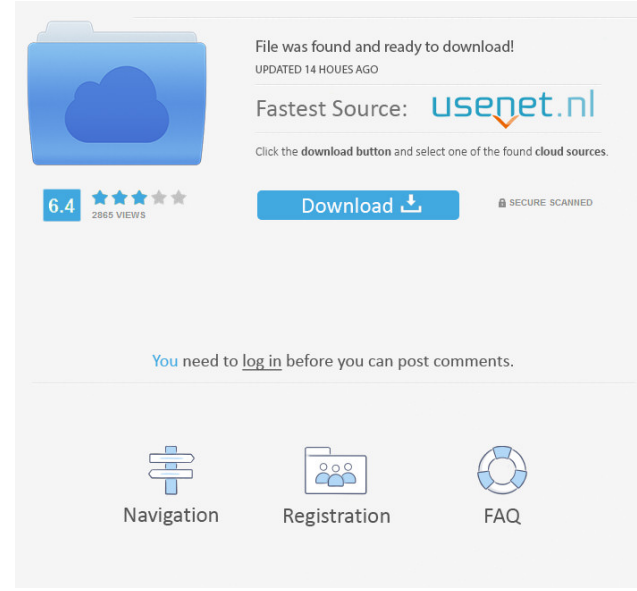 File was found and ready to download!
UPDATED 14 HOUES AGO
Fastest Source: usenet.nl
Click the download button and select one of the found cloud sources.
6.4
2865 VIEWS
Download
SECURE SCANNED
You need to log in before you can post comments.
Navigation
Registration
FAQ